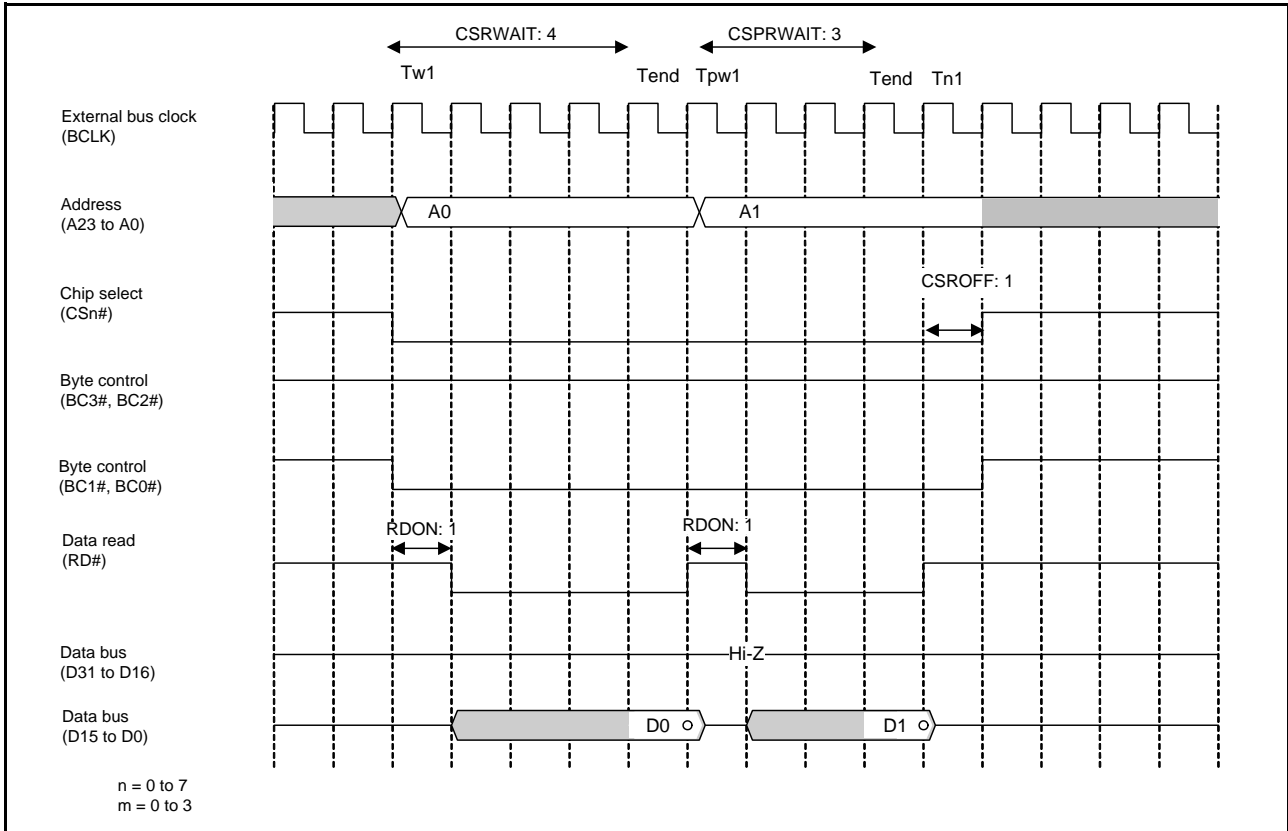 CSRWAIT: 4
CSPRWAIT: 3
Tw1
Tend
Tpw1
Tend
Tn1
External bus clock
(BCLK)
Address
(A23 to A0)
A0
A1
CSROFF: 1
Chip select
(CSn#)
Byte control
(BC3#, BC2#)
Byte control
(BC1#, BC0#)
RDON: 1
RDON: 1
Data read
(RD#)
Data bus
(D31 to D16)
Hi-Z
Data bus
(D15 to D0)
D0
D1
n = 0 to 7
m = 0 to 3